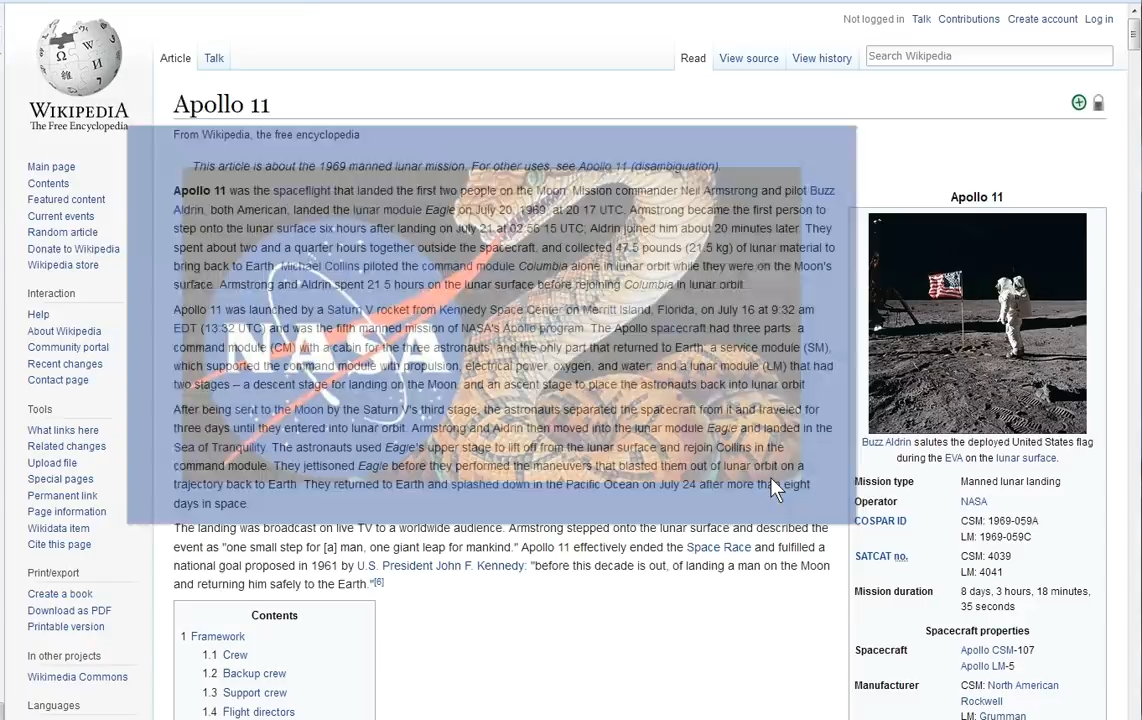 Not logged in Talk Contributions Create account Log in
Article Talk Read View source View history Search Wikipedia
WIKIPEDIA
The Free Encyclopedia
Main page
Contents
Featured content
Current events
Random article
Donate to Wikipedia
Wikipedia store
Interaction
Help
About Wikipedia
Community portal
Recent changes
Contact page
Tools
What links here
Related changes
Upload file
Special pages
Permanent link
Page information
Wikidata item
Cite this page
Print/export
Create a book
Download as PDF
Printable version
In other projects
Wikimedia Commons
Languages
Apollo 11
From Wikipedia, the free encyclopedia
This article is about the 1969 manned lunar mission. For other uses, see Apollo 11 (disambiguation).
Apollo 11 was the spaceflight that landed the first two people on the Moon. Mission commander Neil Armstrong and pilot Buzz
Aldrin, both American, landed the lunar module Eagle on July 20, 1969, at 20 17 UTC. Armstrong became the first person to
step onto the lunar surface six hours after landing on July 21 at 02 56 15 UTC; Aldrin joined him about 20 minutes later. They
spent about two and a quarter hours together outside the spacecraft, and collected 47.5 pounds (21.5 kg) of lunar material to
bring back to Earth. Michael Collins piloted the command module Columbia alone in lunar orbit while they were on the Moon's
surface. Armstrong and Aldrin spent 21 5 hours on the lunar surface before rejoining Columbia in lunar orbit.
Apollo 11 was launched by a Saturn V rocket from Kennedy Space Center on Merritt Island, Florida, on July 16 at 9:32 am
EDT (13:32 UTC) and was the fifth manned mission of NASA's Apollo program. The Apollo spacecraft had three parts a
command module (CM) with a cabin for the three astronauts, and the only part that returned to Earth; a service module (SM),
which supported the command module with propulsion, electrical power, oxygen, and water; and a lunar module (LM) that had
two stages – a descent stage for landing on the Moon, and an ascent stage to place the astronauts back into lunar orbit
After being sent to the Moon by the Saturn V's third stage, the astronauts separated the spacecraft from it and traveled for
three days until they entered into lunar orbit. Armstrong and Aldrin then moved into the lunar module Eagle and landed in the
Sea of Tranquility. The astronauts used Eagle's upper stage to lift off from the lunar surface and rejoin Collins in the
command module. They jettisoned Eagle before they performed the maneuvers that blasted them out of lunar orbit on a
trajectory back to Earth. They returned to Earth and splashed down in the Pacific Ocean on July 24 after more than eight
days in space.
The landing was broadcast on live TV to a worldwide audience. Armstrong stepped onto the lunar surface and described the
event as "one small step for [a] man, one giant leap for mankind." Apollo 11 effectively ended the Space Race and fulfilled a
national goal proposed in 1961 by U.S. President John F. Kennedy: "before this decade is out, of landing a man on the Moon
and returning him safely to the Earth."[6]
NASA
Contents
1 Framework
1.1 Crew
1.2 Backup crew
1.3 Support crew
1.4 Flight directors
Apollo 11
Buzz Aldrin salutes the deployed United States flag
during the EVA on the lunar surface.
Mission type Manned lunar landing
Operator NASA
COSPAR ID CSM: 1969-059A
LM: 1969-059C
SATCAT no. CSM: 4039
LM: 4041
Mission duration 8 days, 3 hours, 18 minutes,
35 seconds
Spacecraft properties
Spacecraft Apollo CSM-107
Apollo LM-5
Manufacturer CSM: North American
Rockwell
LM: Grumman